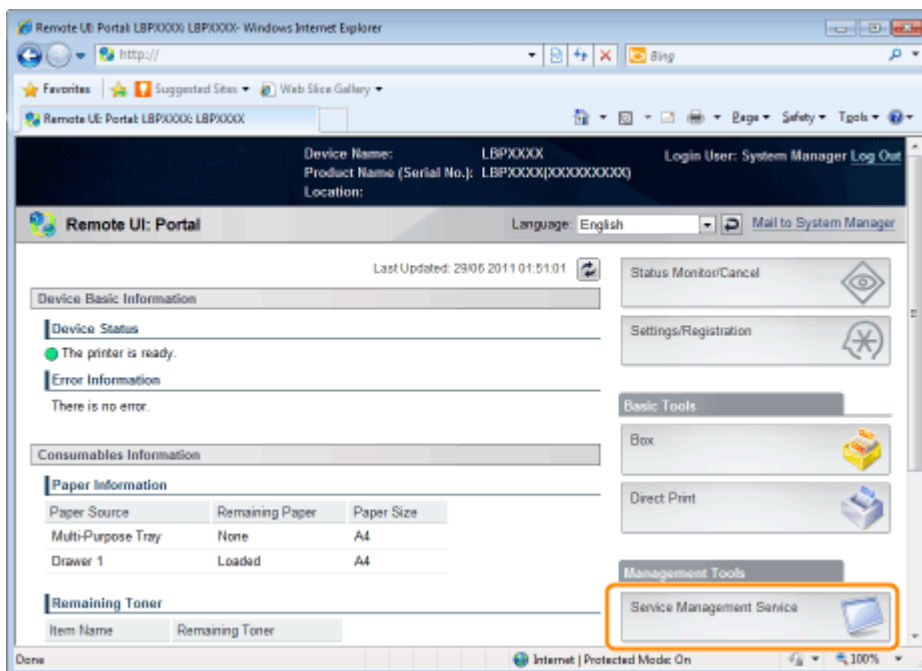 Remote UI: Portal: LBPXXXX: LBPXXXX- Windows Internet Explorer
http://
Bing
Favorites Suggested Sites Web Slice Gallery
Remote UI: Portal: LBPXXXX: LBPXXXX
Page Safety Tools
Device Name: LBPXXXX
Login User: System Manager Log Out
Product Name (Serial No.): LBPXXXX(XXXXXXXXX)
Location:
Remote UI: Portal
Language: English
Mail to System Manager
Last Updated: 29/06 2011 01:51:01
Device Basic Information
Device Status
The printer is ready.
Error Information
There is no error.
Consumables Information
Paper Information
Paper Source Remaining Paper Paper Size
Multi-Purpose Tray None A4
Drawer 1 Loaded A4
Remaining Toner
Item Name Remaining Toner
Status Monitor/Cancel
Settings/Registration
Basic Tools
Box
Direct Print
Management Tools
Service Management Service
Done
Internet | Protected Mode: On
100%